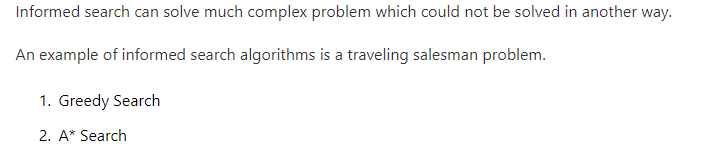 Informed search can solve much complex problem which could not be solved in another way.
An example of informed search algorithms is a traveling salesman problem.
1. Greedy Search
2. A* Search